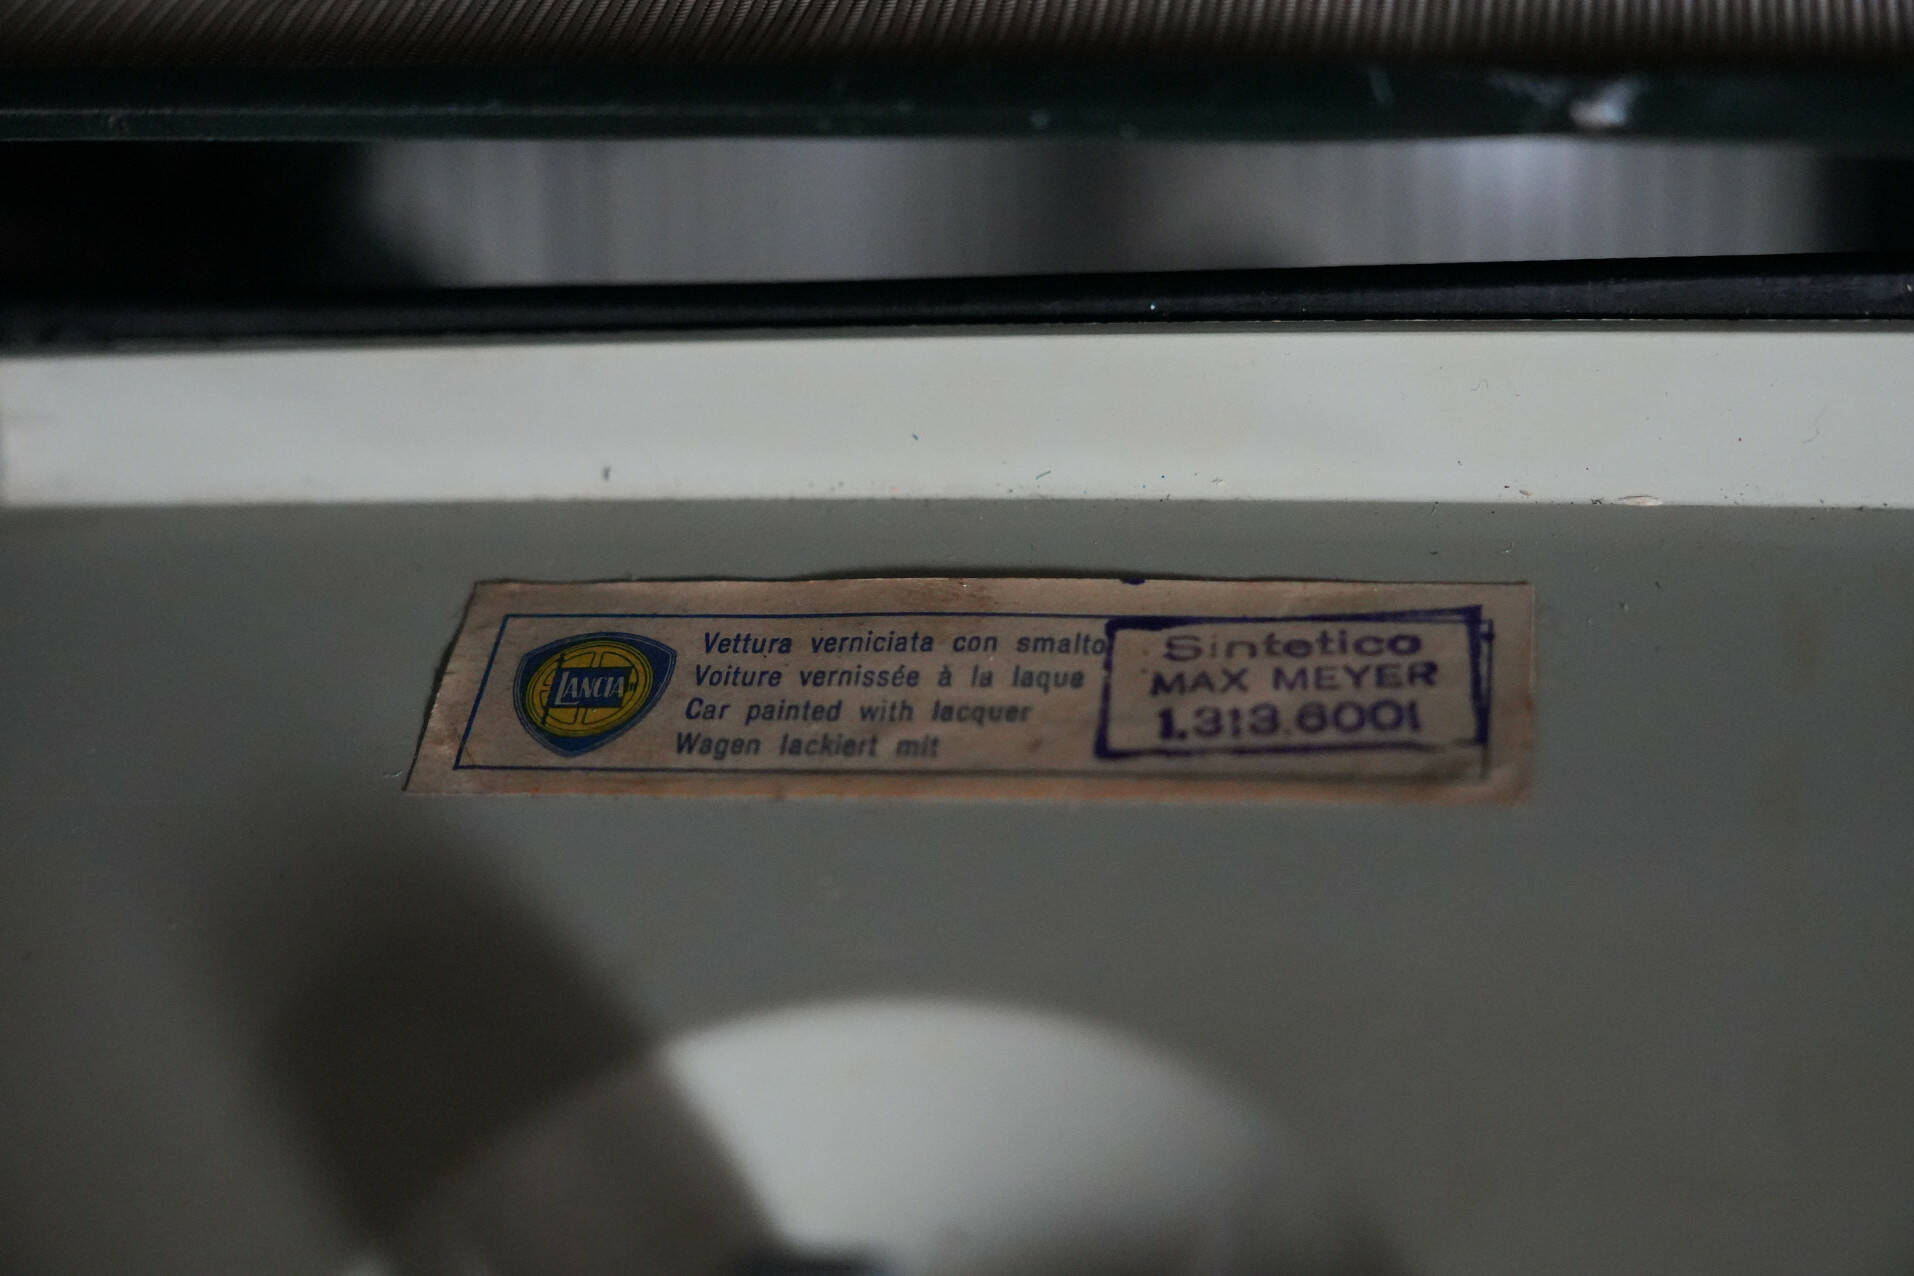 LANCIA
Vettura verniciata con smalto
Voiture vernissée à la laque
Car painted with lacquer
Wagen lackiert mit
Sintetico
MAX MEYER
1.313.6001